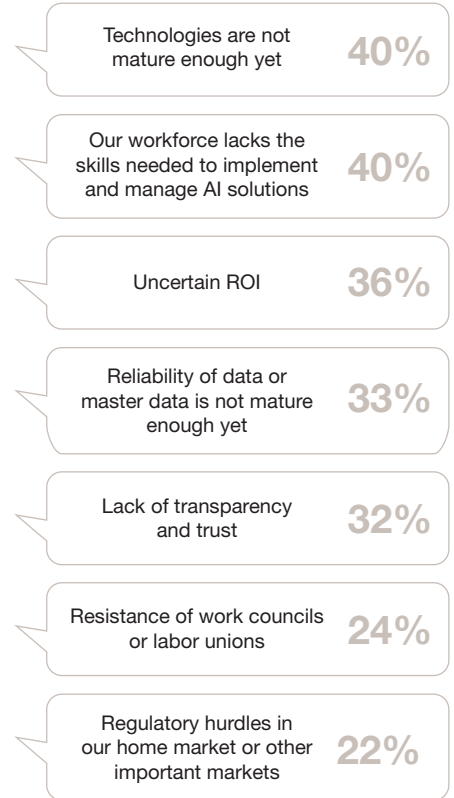 Technologies are not
mature enough yet
40%
Our workforce lacks the
skills needed to implement
and manage AI solutions
40%
Uncertain ROI
36%
Reliability of data or
master data is not mature
enough yet
33%
Lack of transparency
and trust
32%
Resistance of work councils
or labor unions
24%
Regulatory hurdles in
our home market or other
important markets
22%